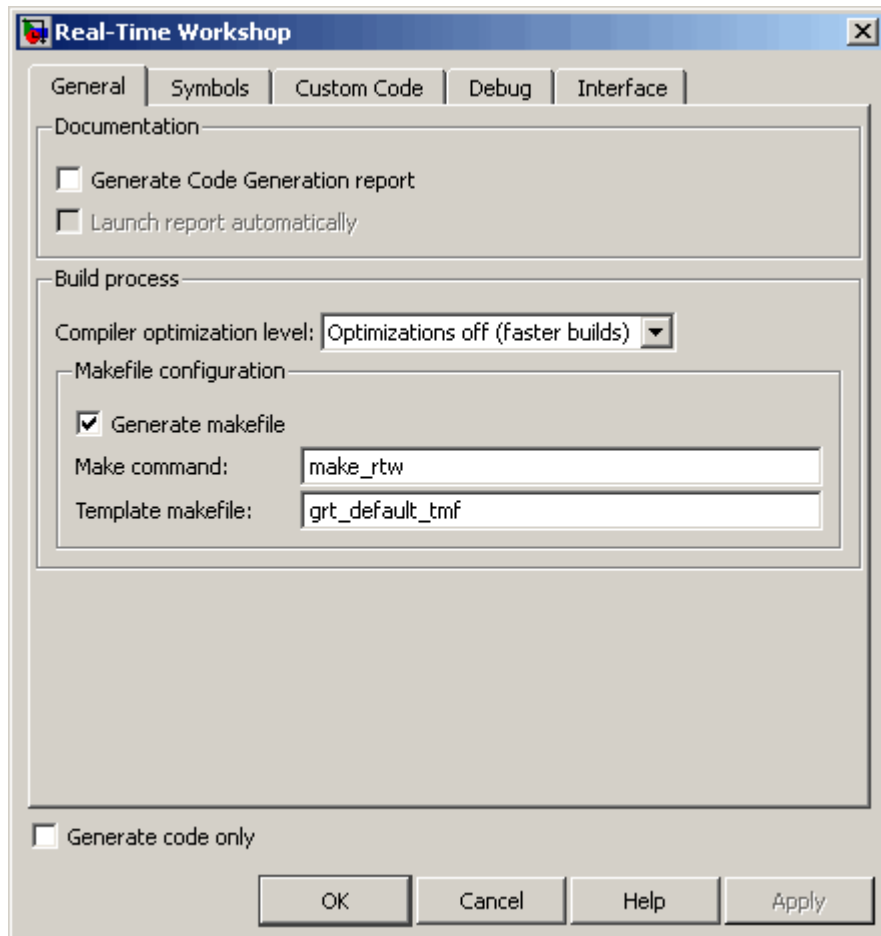 Real-Time Workshop
General Symbols Custom Code Debug Interface
Documentation
Generate Code Generation report
Launch report automatically
Build process
Compiler optimization level: Optimizations off (faster builds)
Makefile configuration
Generate makefile
Make command: make_rtw
Template makefile: grt_default_tmf
Generate code only
OK Cancel Help Apply